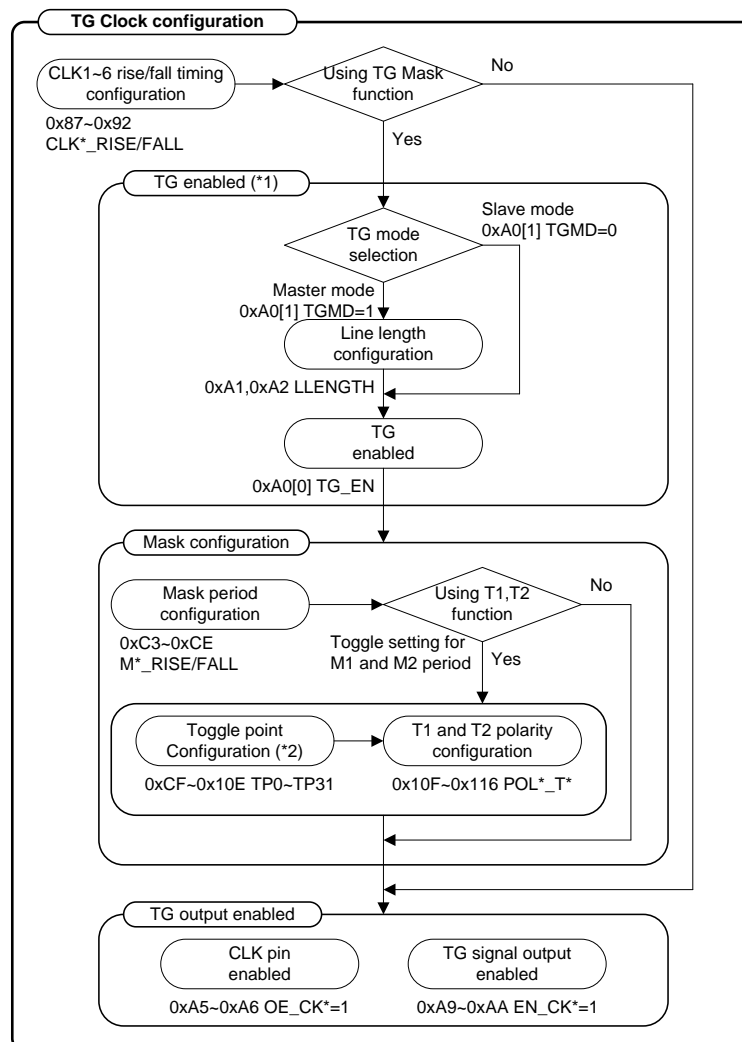 TG Clock configuration
CLK1~6 rise/fall timing
configuration
0x87~0x92
CLK*_RISE/FALL
Using TG Mask
function
No
Yes
TG enabled (*1)
TG mode
selection
Slave mode
0xA0[1] TGMD=0
Master mode
0xA0[1] TGMD=1
Line length
configuration
0xA1,0xA2 LLENGTH
TG
enabled
0xA0[0] TG_EN
Mask configuration
Mask period
configuration
0xC3~0xCE
M*_RISE/FALL
Using T1,T2
function
No
Toggle setting for
M1 and M2 period
Yes
Toggle point
Configuration (*2)
0xCF~0x10E TP0~TP31
T1 and T2 polarity
configuration
0x10F~0x116 POL*_T*
TG output enabled
CLK pin
enabled
0xA5~0xA6 OE_CK*=1
TG signal output
enabled
0xA9~0xAA EN_CK*=1